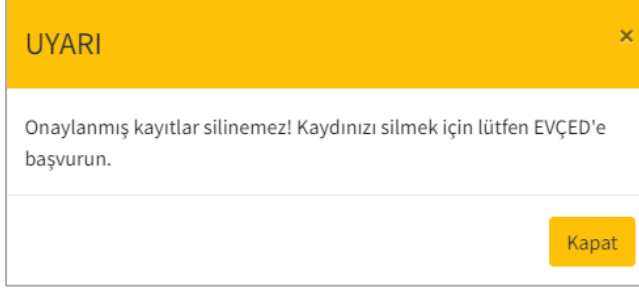 UYARI
×
Onaylanmış kayıtlar silinemez! Kaydınızı silmek için lütfen EVÇED'e
başvurun.
Kapat